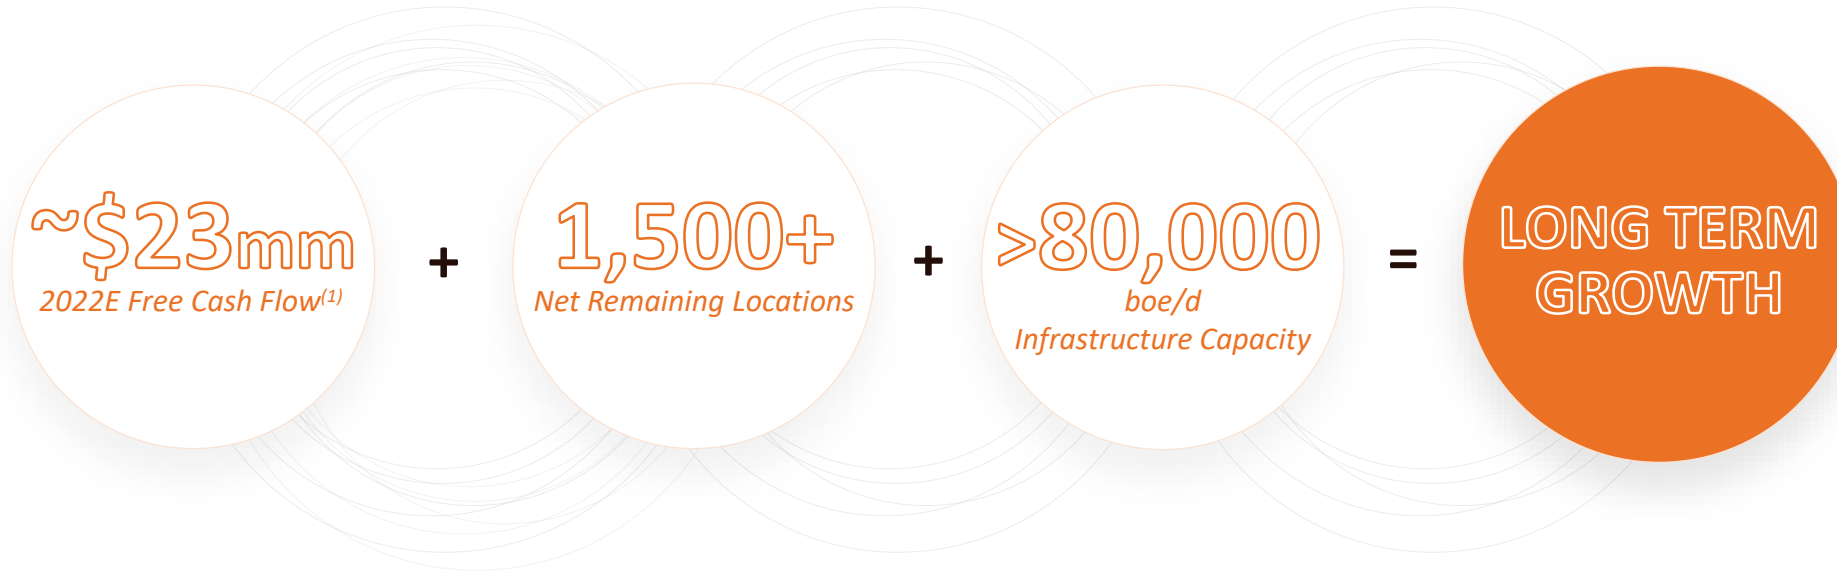 ~$23mm
2022E Free Cash Flow(1)
+
1,500+
Net Remaining Locations
+
>80,000
boe/d
Infrastructure Capacity
=
LONG TERM
GROWTH